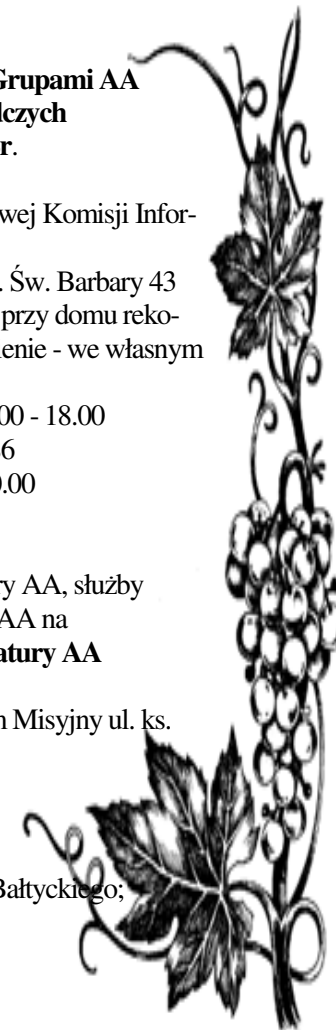 Grupami AA
lczych
r.
wej Komisji Infor-
. Św. Barbary 43
przy domu reko-
lenie - we własnym
00 - 18.00
6
0.00
ry AA, służby
AA na
atury AA
n Misyjny ul. ks.
Bałtyckiego;